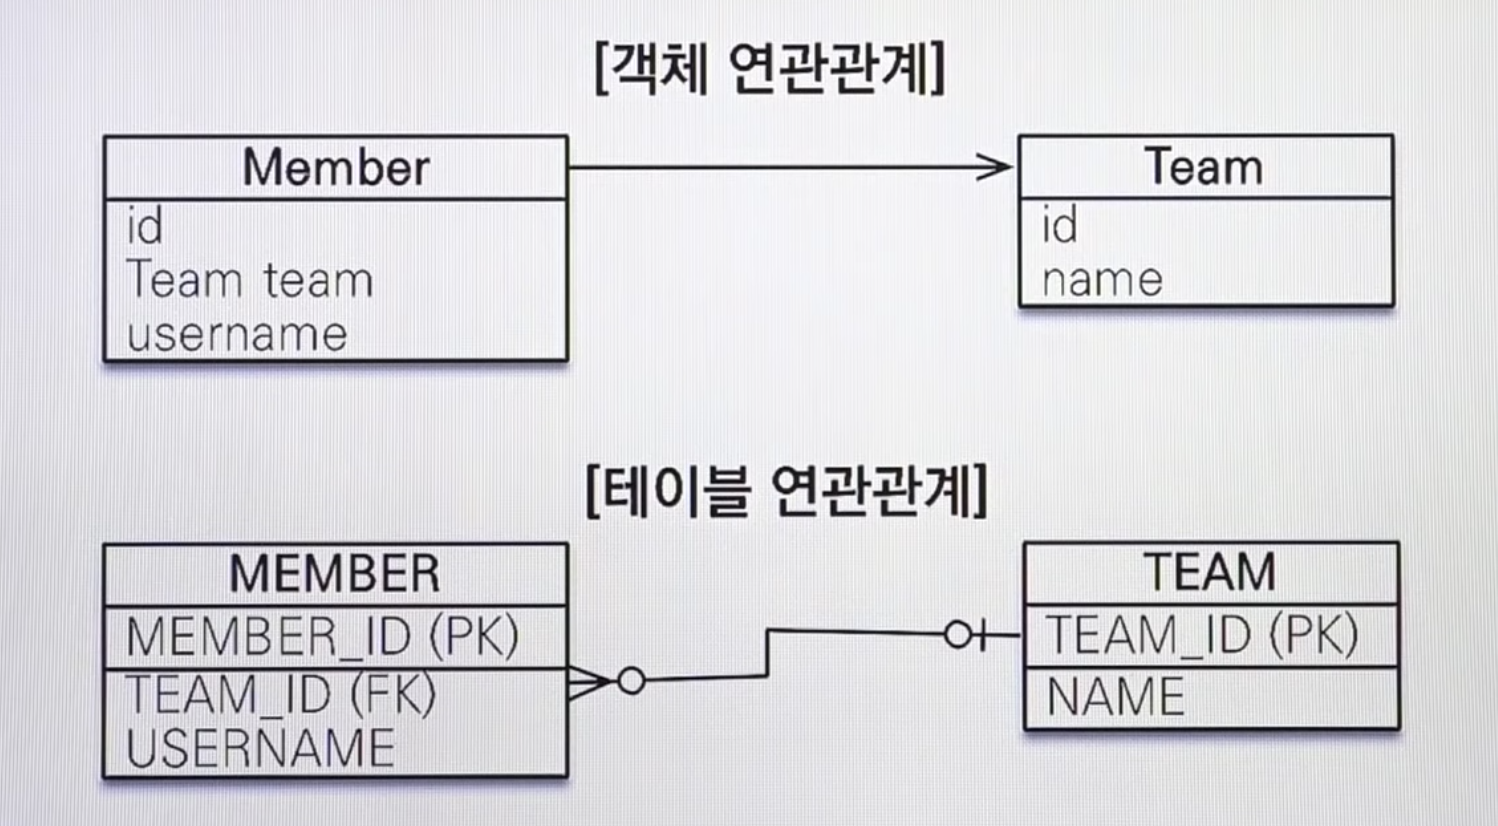 [객체 연관관계]
Member
id
Team team
username
Team
id
name
[테이블 연관관계]
MEMBER
MEMBER_ID (PK)
TEAM_ID (FK)
USERNAME
TEAM
TEAM_ID (PK)
NAME